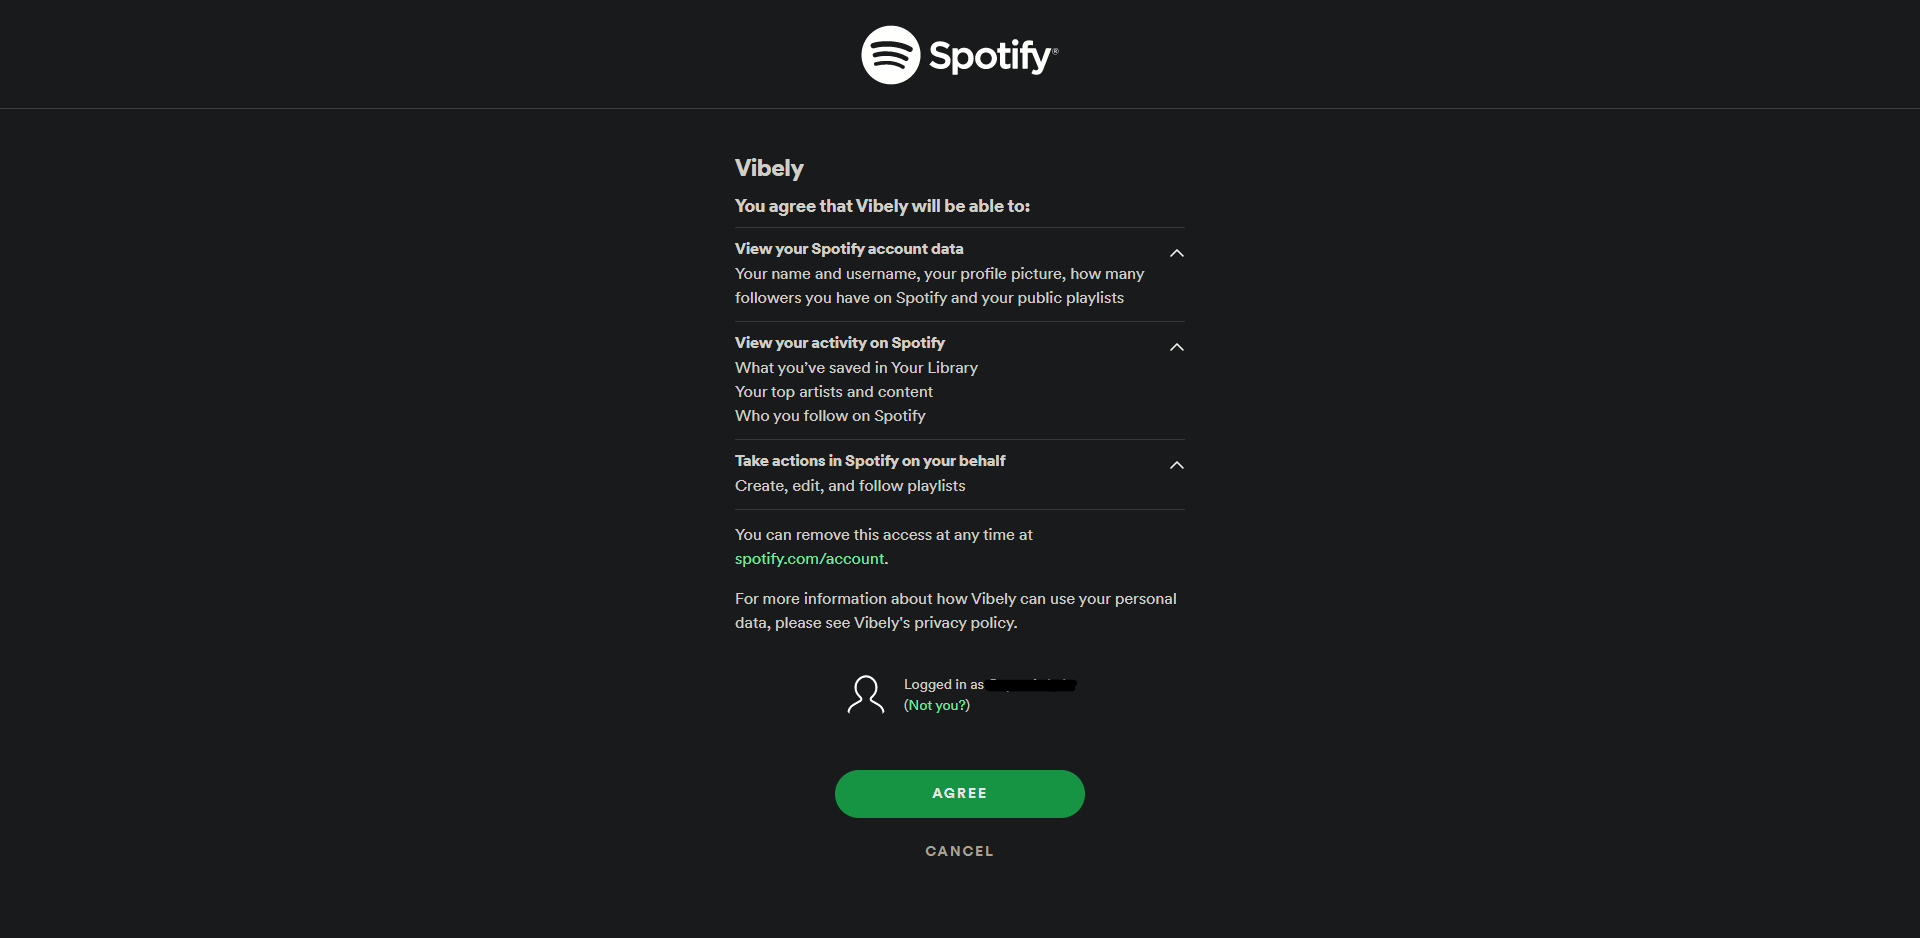 Spotify®
Vibely
You agree that Vibely will be able to:
View your Spotify account data
Your name and username, your profile picture, how many
followers you have on Spotify and your public playlists
View your activity on Spotify
What you’ve saved in Your Library
Your top artists and content
Who you follow on Spotify
Take actions in Spotify on your behalf
Create, edit, and follow playlists
You can remove this access at any time at
spotify.com/account.
For more information about how Vibely can use your personal
data, please see Vibely's privacy policy.
Logged in as
(Not you?)
AGREE
CANCEL